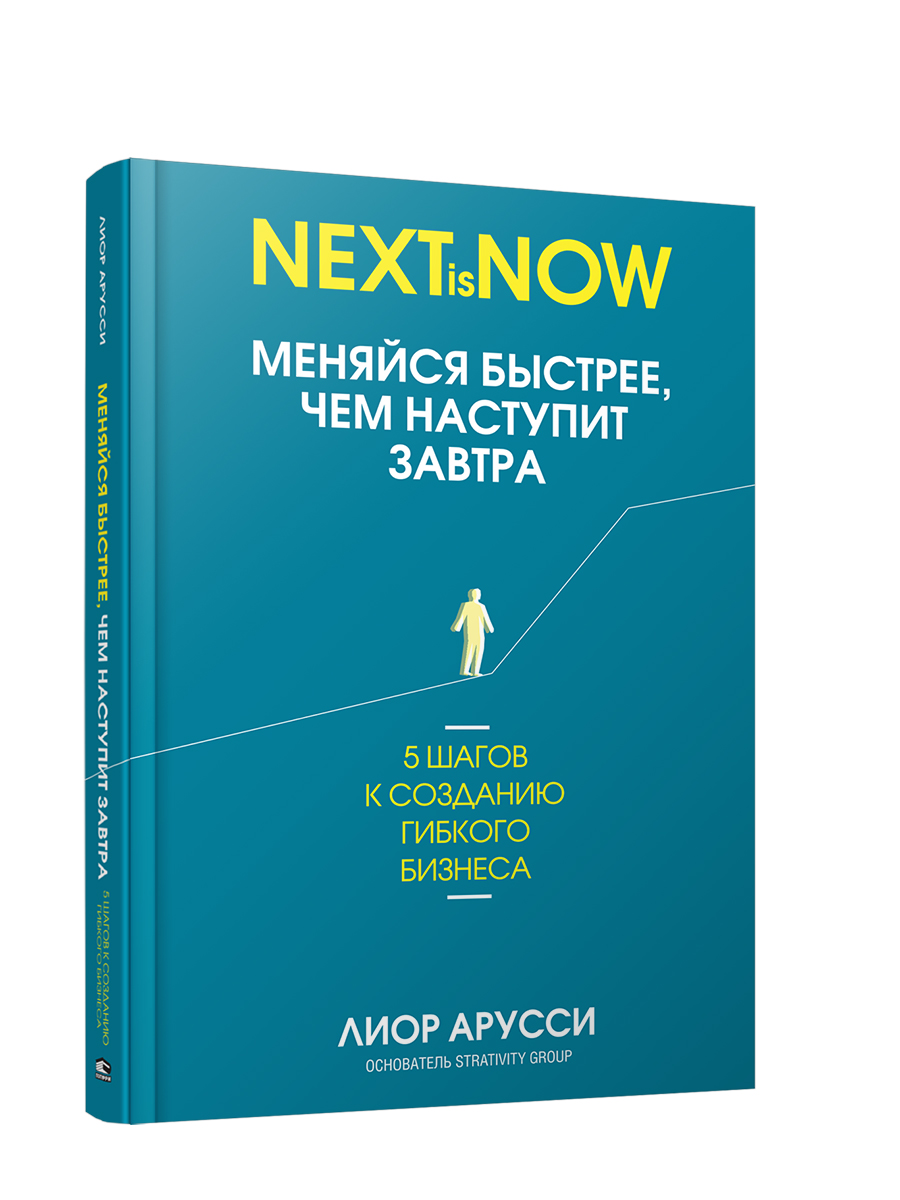 NEXTisNOW
МЕНЯЙСЯ БЫСТРЕЕ,
ЧЕМ НАСТУПИТ
ЗАВТРА
5 ШАГОВ
К СОЗДАНИЮ
ГИБКОГО
БИЗНЕСА
ЛИОР АРУССИ
ОСНОВАТЕЛЬ STRATIVITY GROUP
ЛИОР АРУССИ
МЕНЯЙСЯ БЫСТРЕЕ, ЧЕМ НАСТУПИТ ЗАВТРА
5 ШАГОВ К СОЗДАНИЮ
ГИБКОГО БИЗНЕСА